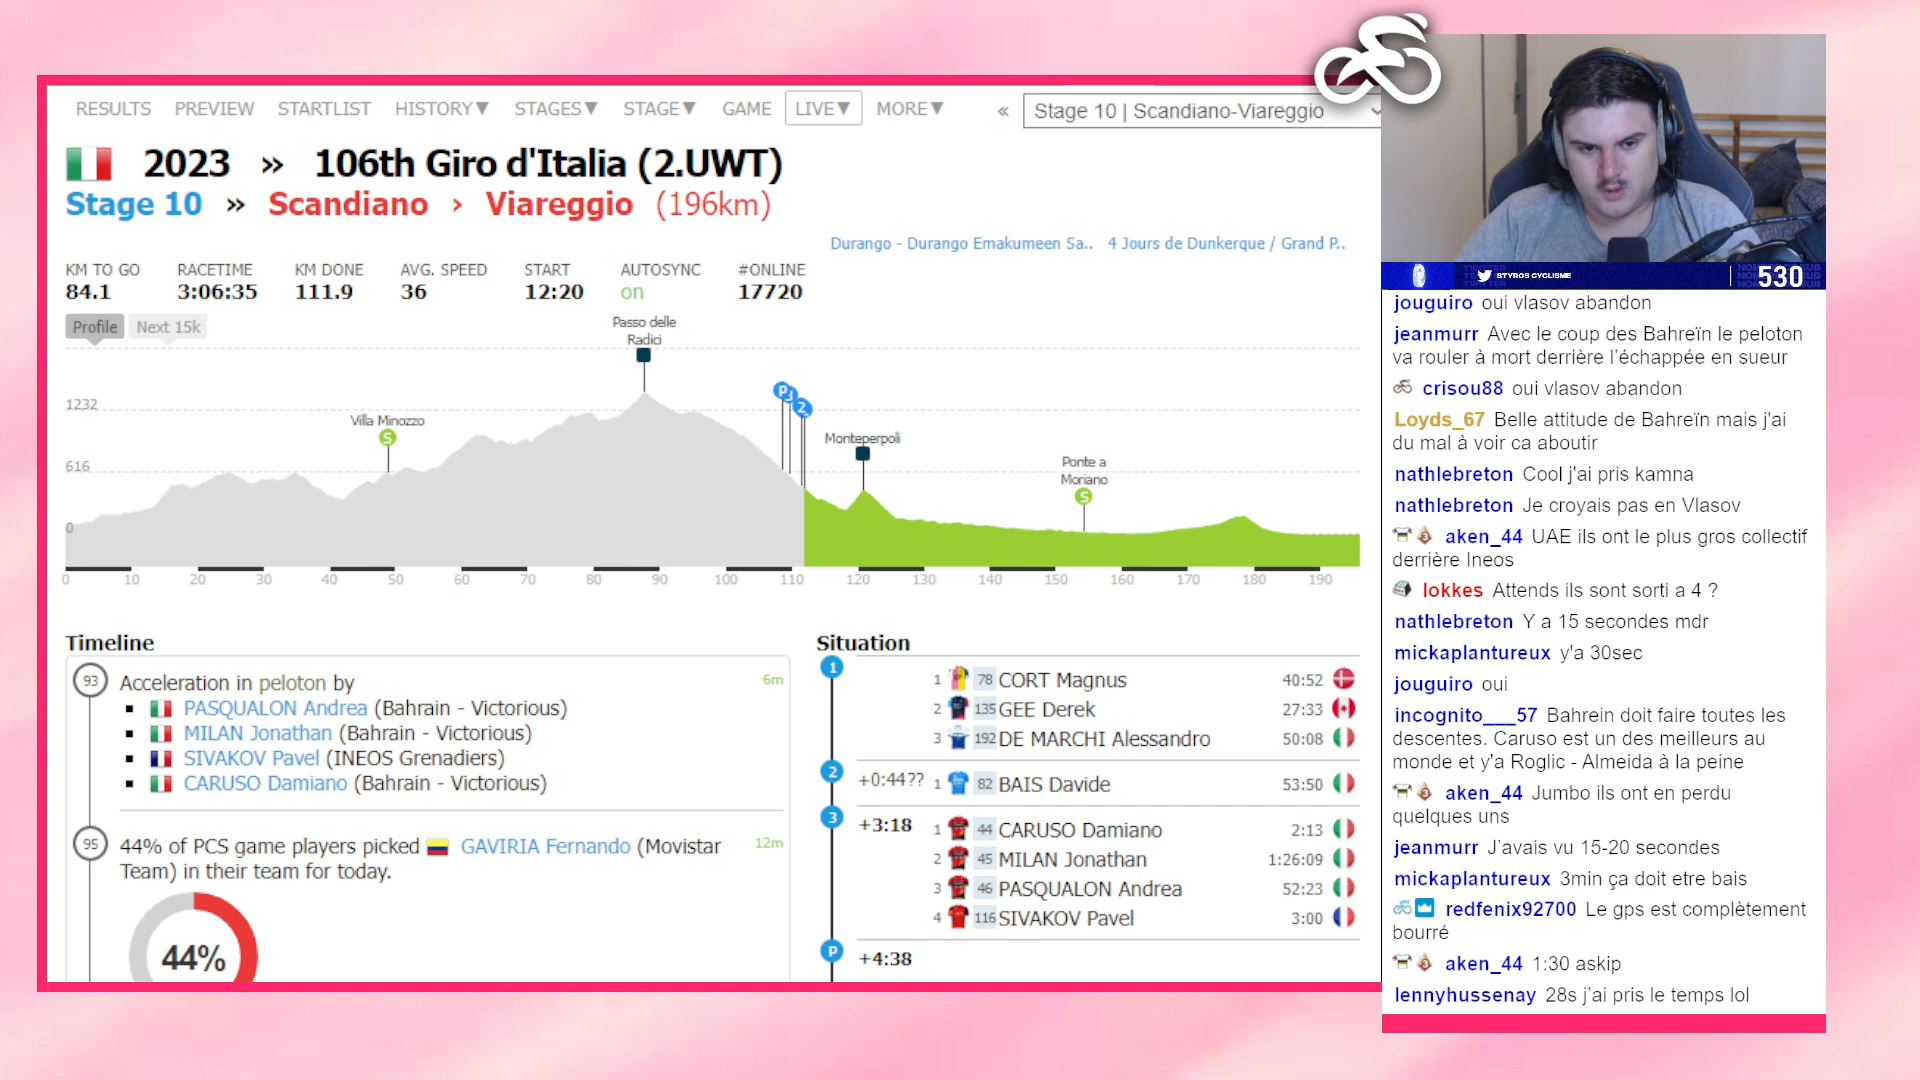 RESULTS PREVIEW STARTLIST HISTORY▼ STAGES▼ STAGE▼ GAME LIVE▼ MORE▼ « Stage 10 | Scandiano-Viareggio
2023 » 106th Giro d'Italia (2.UWT)
Stage 10 » Scandiano › Viareggio (196km)
Durango - Durango Emakumeen Sa.. 4 Jours de Dunkerque / Grand P..
KM TO GO RACETIME KM DONE AVG. SPEED START AUTOSYNC #ONLINE
84.1 3:06:35 111.9 36 12:20 on 17720
Profile Next 15k
Passo delle
Radici
P 3 2
1232
Villa Minozzo
S
Monteperpoli
616
Ponte a
Moriano
S
0
0 10 20 30 40 50 60 70 80 90 100 110 120 130 140 150 160 170 180 190
Timeline
93 Acceleration in peloton by 6m
PASQUALON Andrea (Bahrain - Victorious)
MILAN Jonathan (Bahrain - Victorious)
SIVAKOV Pavel (INEOS Grenadiers)
CARUSO Damiano (Bahrain - Victorious)
95 44% of PCS game players picked GAVIRIA Fernando (Movistar 12m
Team) in their team for today.
44%
Situation
1
1 78 CORT Magnus 40:52
2 135 GEE Derek 27:33
3 192 DE MARCHI Alessandro 50:08
2 +0:44?? 1 82 BAIS Davide 53:50
3 +3:18 1 44 CARUSO Damiano 2:13
2 45 MILAN Jonathan 1:26:09
3 46 PASQUALON Andrea 52:23
4 116 SIVAKOV Pavel 3:00
P +4:38
STYROS CYCLISME 530
jouguiro oui vlasov abandon
jeanmurr Avec le coup des Bahreïn le peloton
va rouler à mort derrière l'échappée en sueur
crisou88 oui vlasov abandon
Loyds_67 Belle attitude de Bahreïn mais j'ai
du mal à voir ca aboutir
nathlebreton Cool j'ai pris kamna
nathlebreton Je croyais pas en Vlasov
aken_44 UAE ils ont le plus gros collectif
derrière Ineos
lokkes Attends ils sont sorti a 4 ?
nathlebreton Y a 15 secondes mdr
mickaplantureux y'a 30sec
jouguiro oui
incognito___57 Bahrein doit faire toutes les
descentes. Caruso est un des meilleurs au
monde et y'a Roglic - Almeida à la peine
aken_44 Jumbo ils ont en perdu
quelques uns
jeanmurr J'avais vu 15-20 secondes
mickaplantureux 3min ça doit etre bais
redfenix92700 Le gps est complètement
bourré
aken_44 1:30 askip
lennyhussenay 28s j'ai pris le temps lol